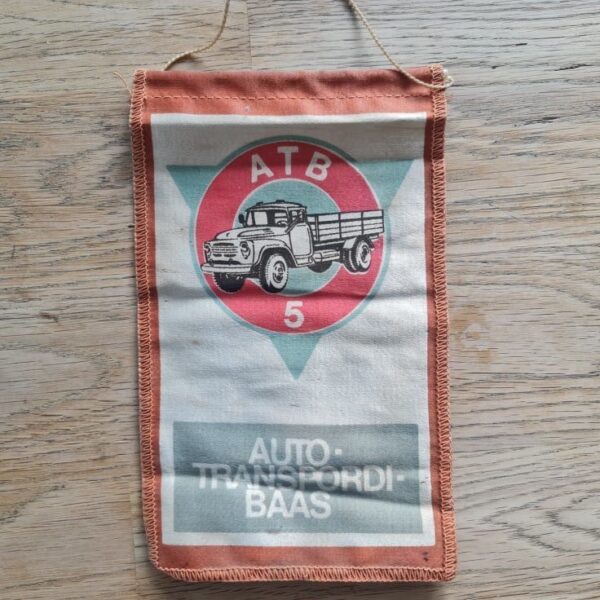 ATB
5
AUTO-
TRANSPORDI-
BAAS